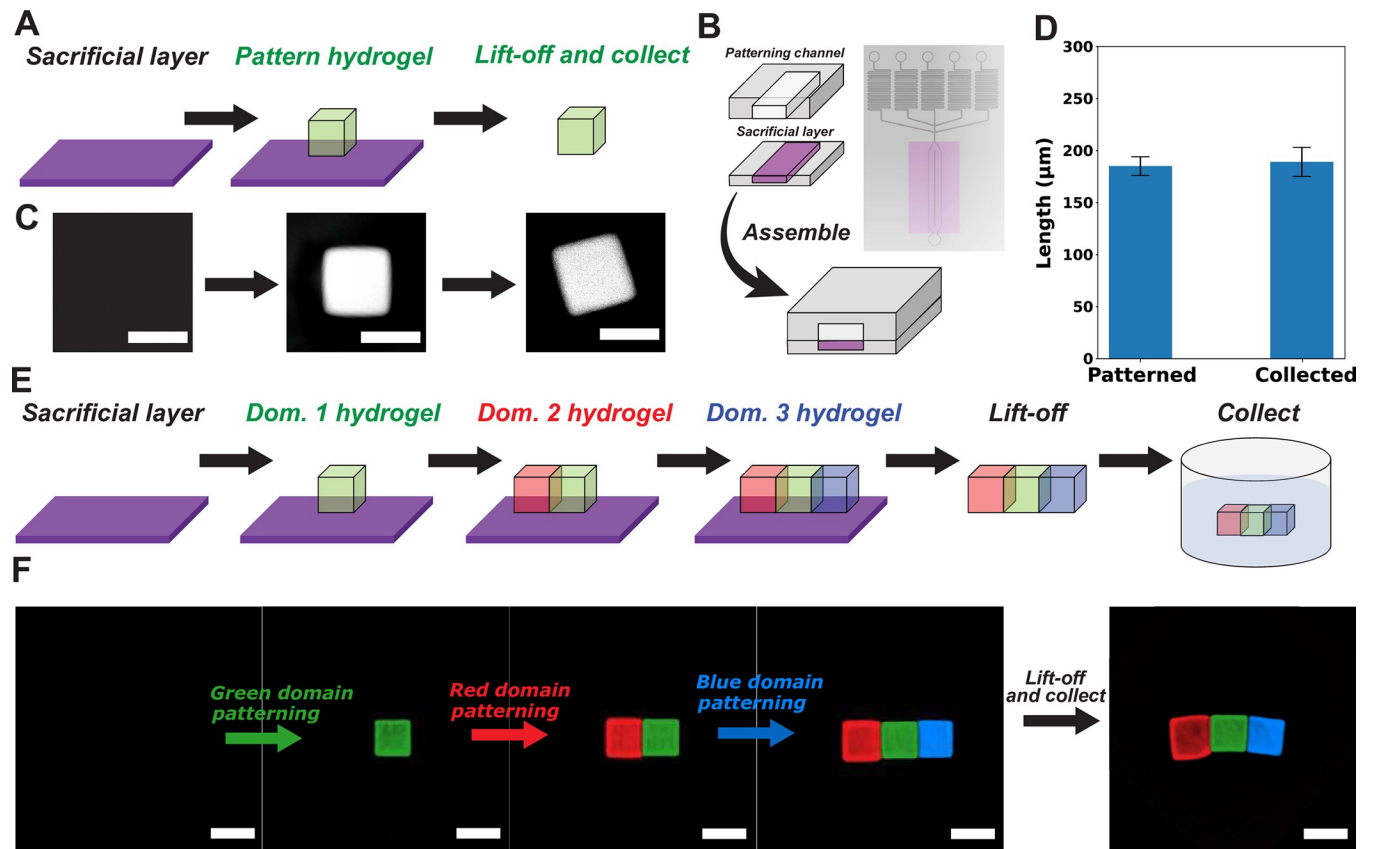 A
Sacrificial layer
Pattern hydrogel
Lift-off and collect
B
Patterning channel
Sacrificial layer
Assemble
C
D
Length (μm)
300
250
200
150
100
50
0
Patterned
Collected
E
Sacrificial layer
Dom. 1 hydrogel
Dom. 2 hydrogel
Dom. 3 hydrogel
Lift-off
Collect
F
Green domain
patterning
Red domain
patterning
Blue domain
patterning
Lift-off
and collect